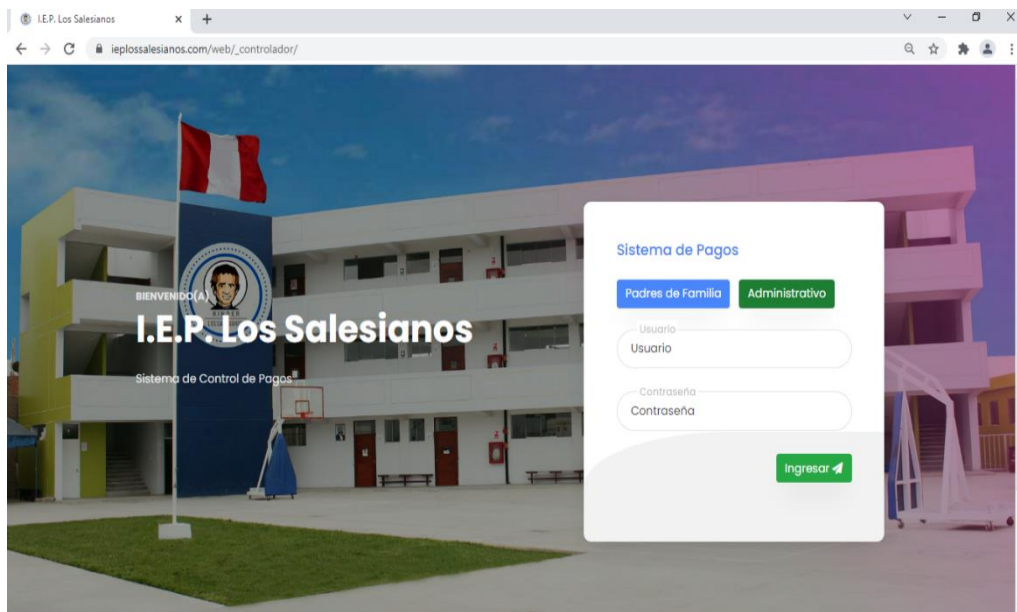 I.E.P. Los Salesianos
ieplossalesianos.com/web/_controlador/
BIENVENIDO(A)
I.E.P. Los Salesianos
Sistema de Control de Pagos
Sistema de Pagos
Padres de Familia
Administrativo
Usuario
Usuario
Contraseña
Contraseña
Ingresar